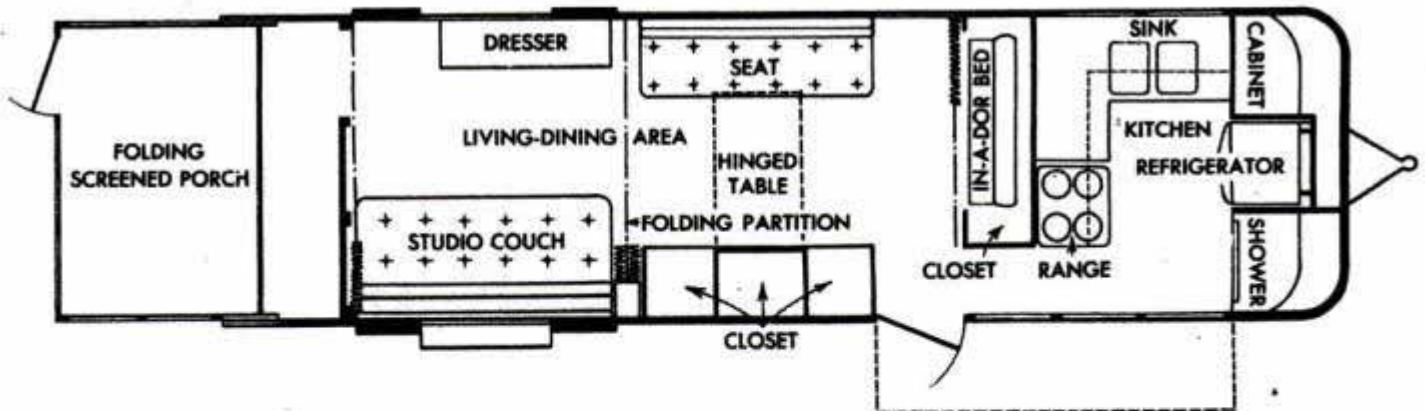 DRESSER
SEAT
IN-A-DOR BED
SINK
CABINET
FOLDING
SCREENED PORCH
LIVING-DINING AREA
HINGED
TABLE
KITCHEN
REFRIGERATOR
STUDIO COUCH
FOLDING PARTITION
CLOSET
RANGE
SHOWER
CLOSET